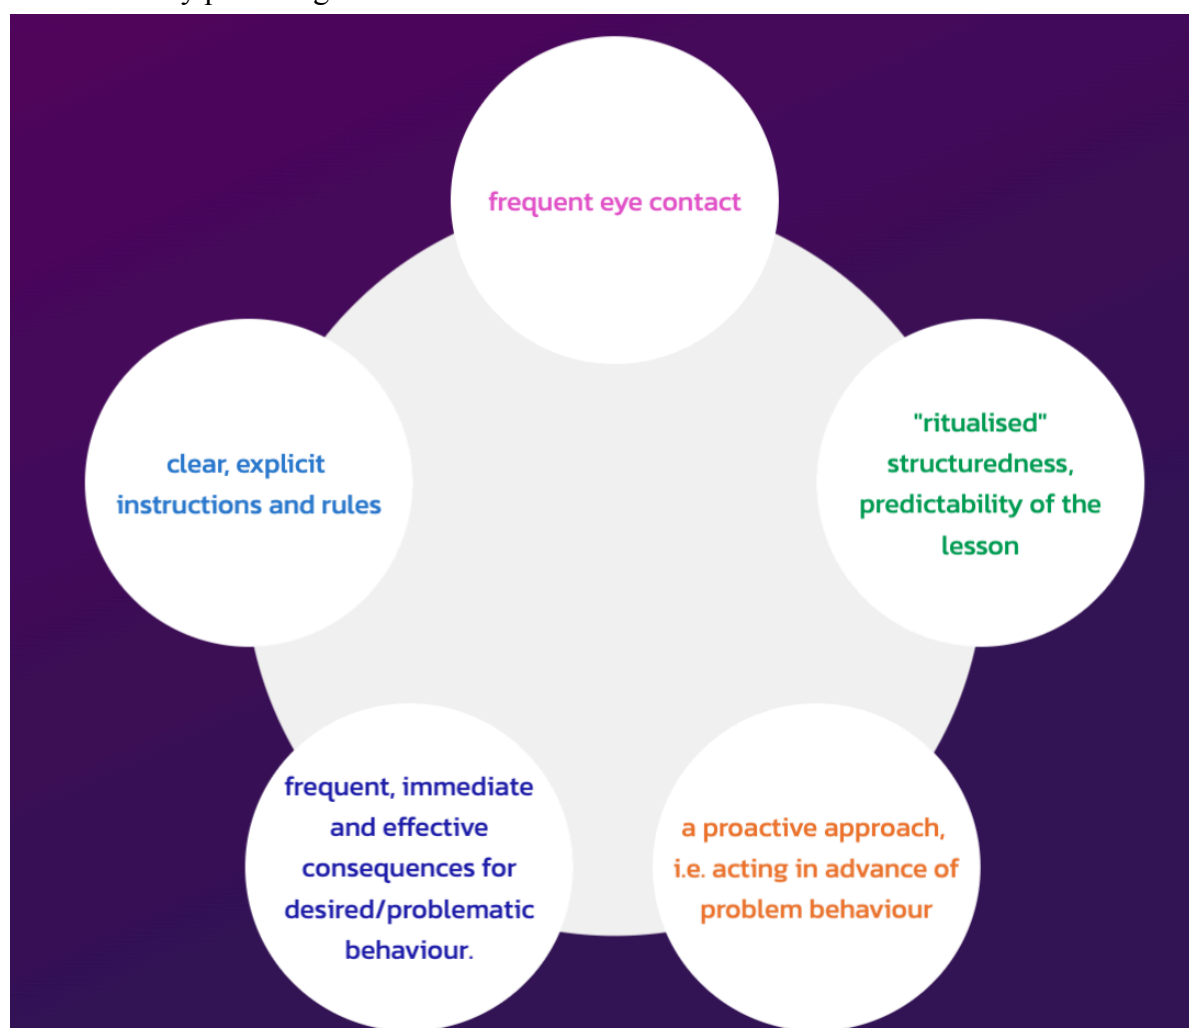 frequent eye contact
"ritualised"
structuredness,
predictability of the
lesson
clear, explicit
instructions and rules
frequent, immediate
and effective
consequences for
desired/problematic
behaviour.
a proactive approach,
i.e. acting in advance of
problem behaviour